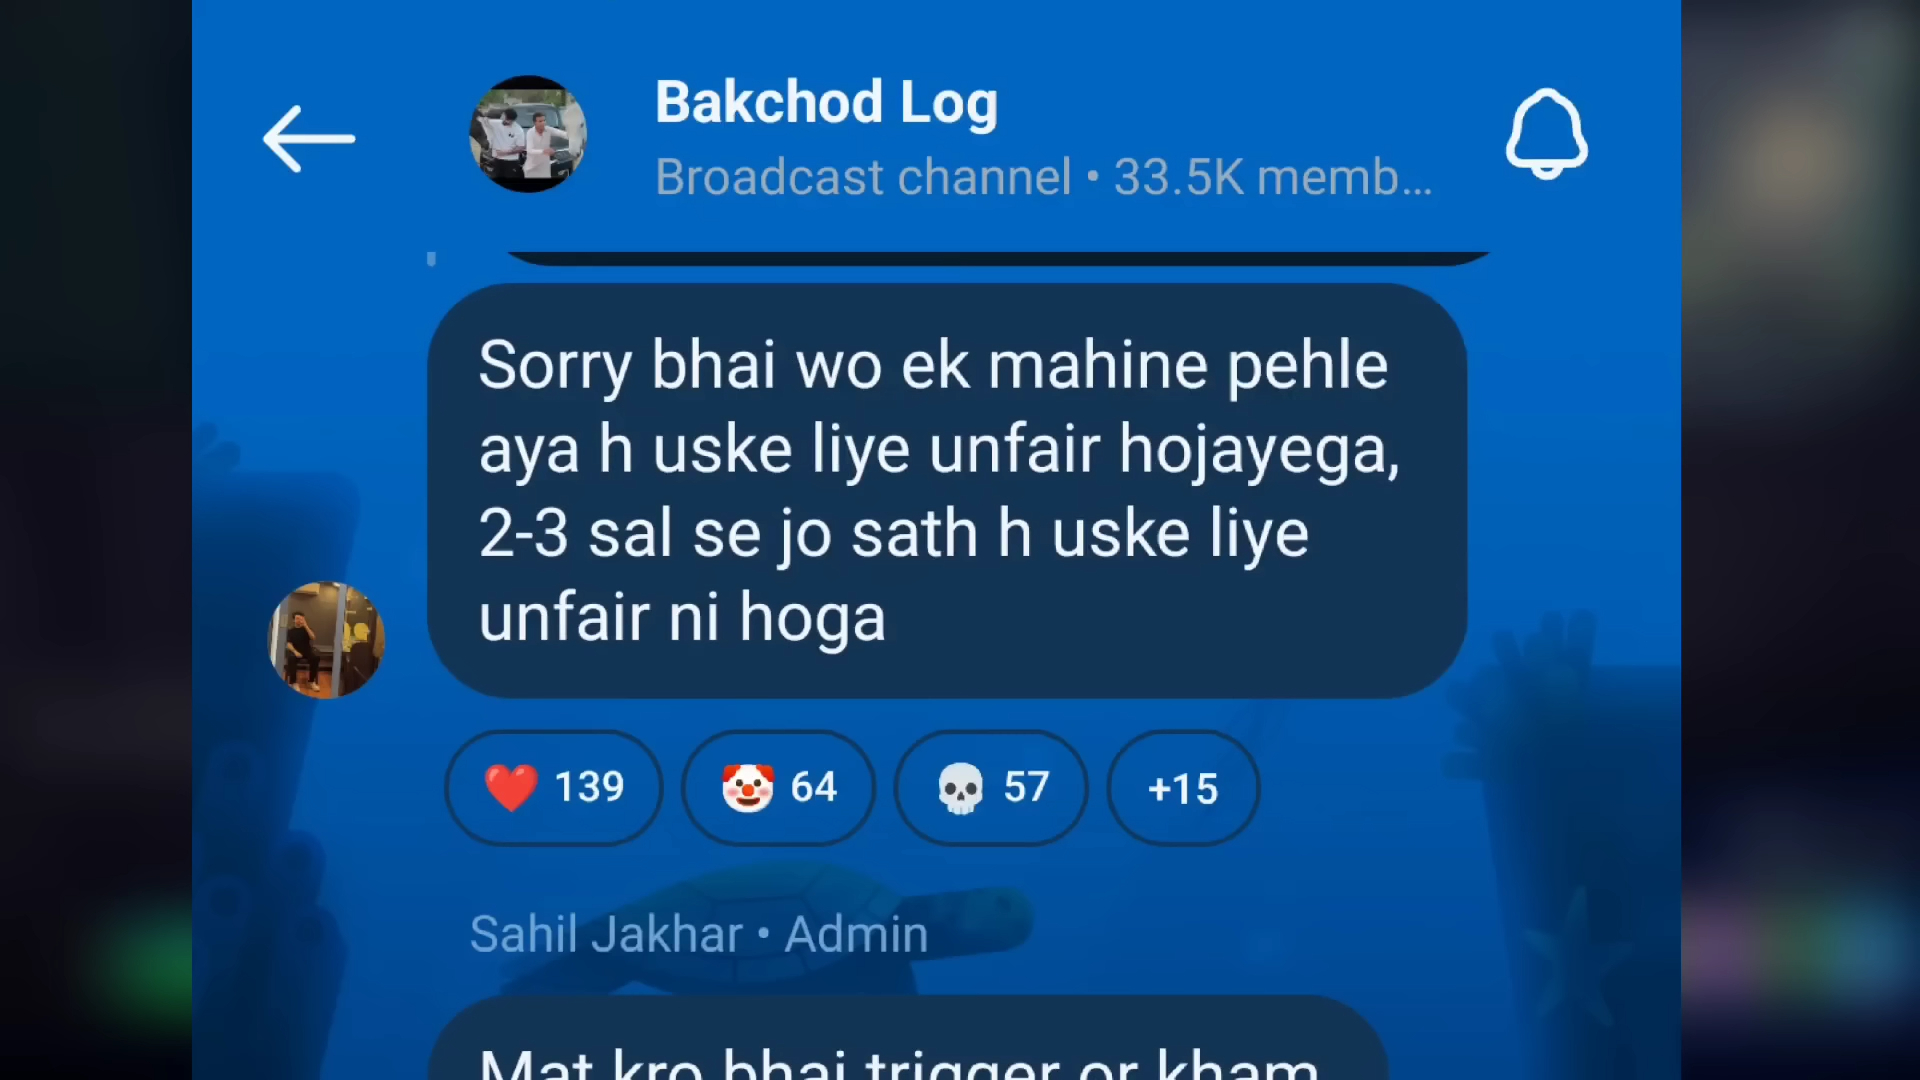 Bakchod Log
Broadcast channel • 33.5K memb...
Sorry bhai wo ek mahine pehle
aya h uske liye unfair hojayega,
2-3 sal se jo sath h uske liye
unfair ni hoga
❤️ 139 🤡 64 💀 57 +15
Sahil Jakhar • Admin
Mat kro bhai trigger or kham